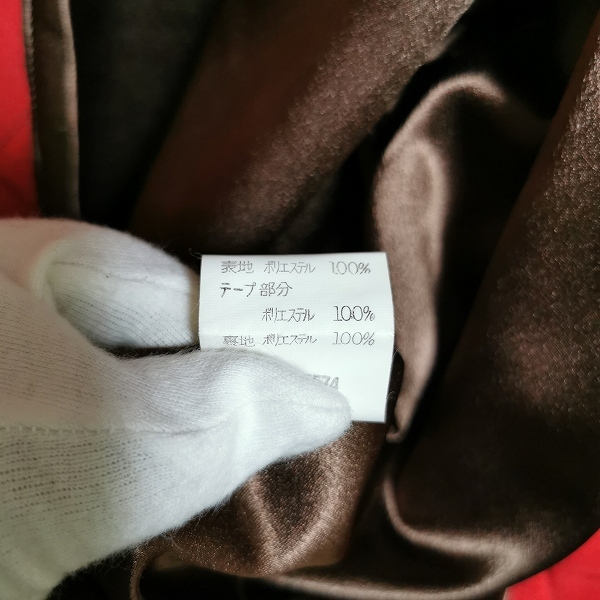 表地 ポリエステル 100%
テープ部分
ポリエステル 100%
裏地 ポリエステル 100%
574